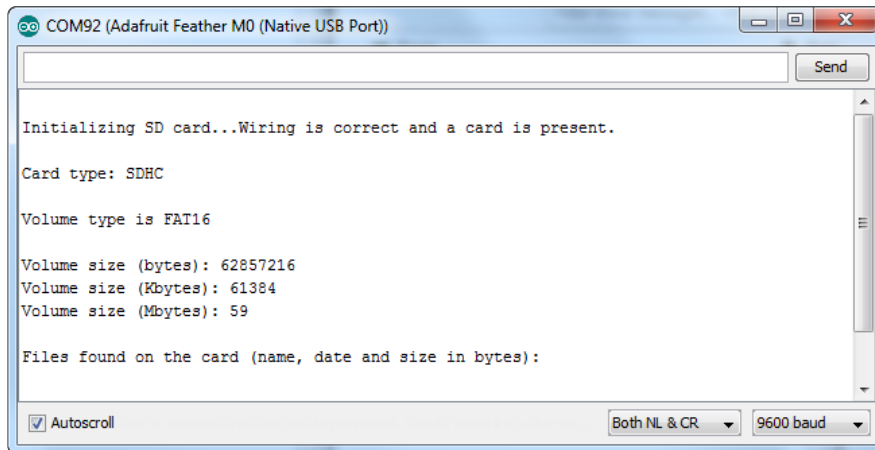 COM92 (Adafruit Feather M0 (Native USB Port))
Send
Initializing SD card...Wiring is correct and a card is present.
Card type: SDHC
Volume type is FAT16
Volume size (bytes): 62857216
Volume size (Kbytes): 61384
Volume size (Mbytes): 59
Files found on the card (name, date and size in bytes):
Autoscroll Both NL & CR 9600 baud